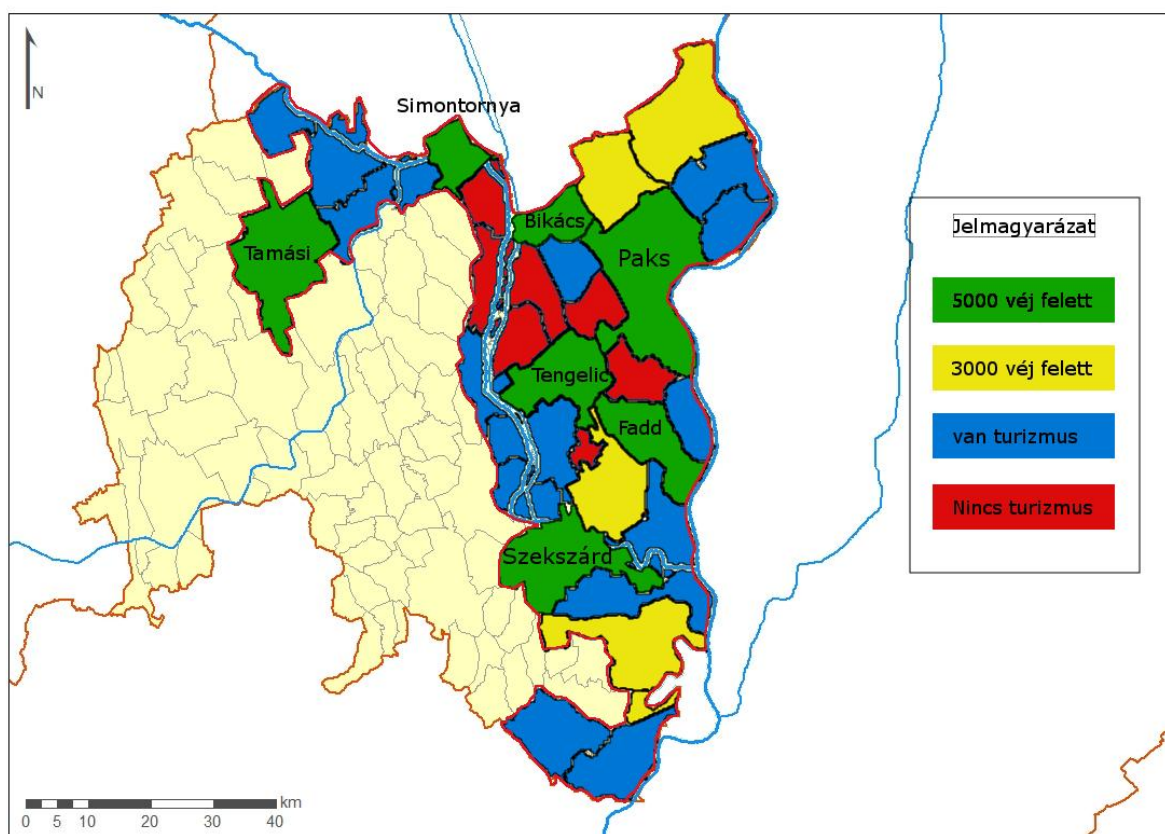 N
Simontornya
Bikács
Tamási
Paks
Tengelic
Fadd
Szekszárd
Jelmagyarázat
5000 véj felett
3000 véj felett
van turizmus
Nincs turizmus
km
0 5 10 20 30 40